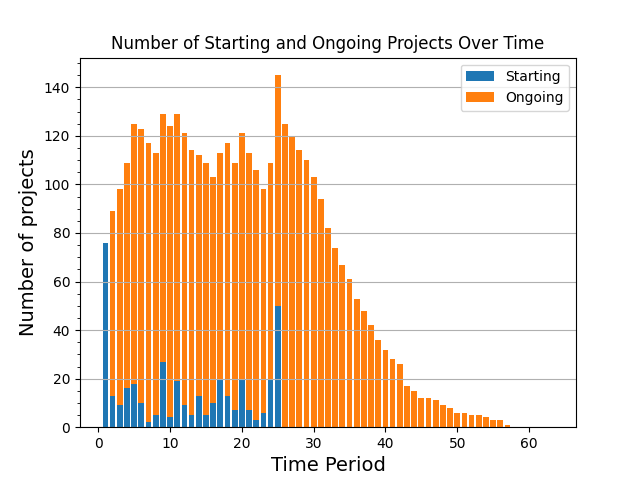 Number of Starting and Ongoing Projects Over Time
Starting
Ongoing
Number of projects
140
120
100
80
60
40
20
0
0 10 20 30 40 50 60
Time Period